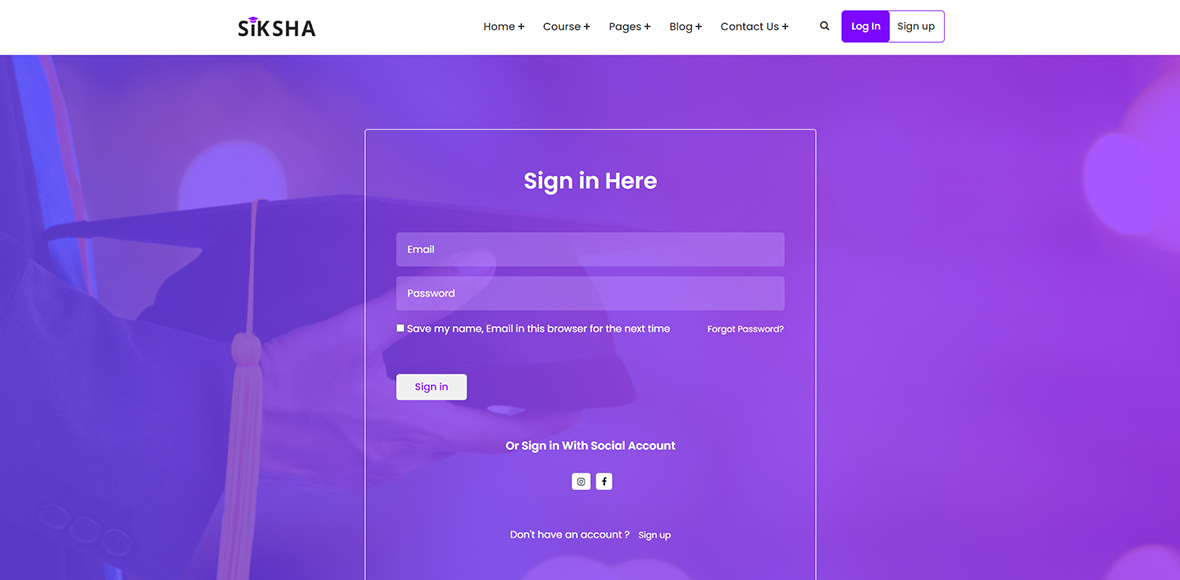 SiKSHA
Home + Course + Pages + Blog + Contact Us + Log In Sign up
Sign in Here
Email
Password
Save my name, Email in this browser for the next time Forgot Password?
Sign in
Or Sign in With Social Account
Don't have an account ? Sign up